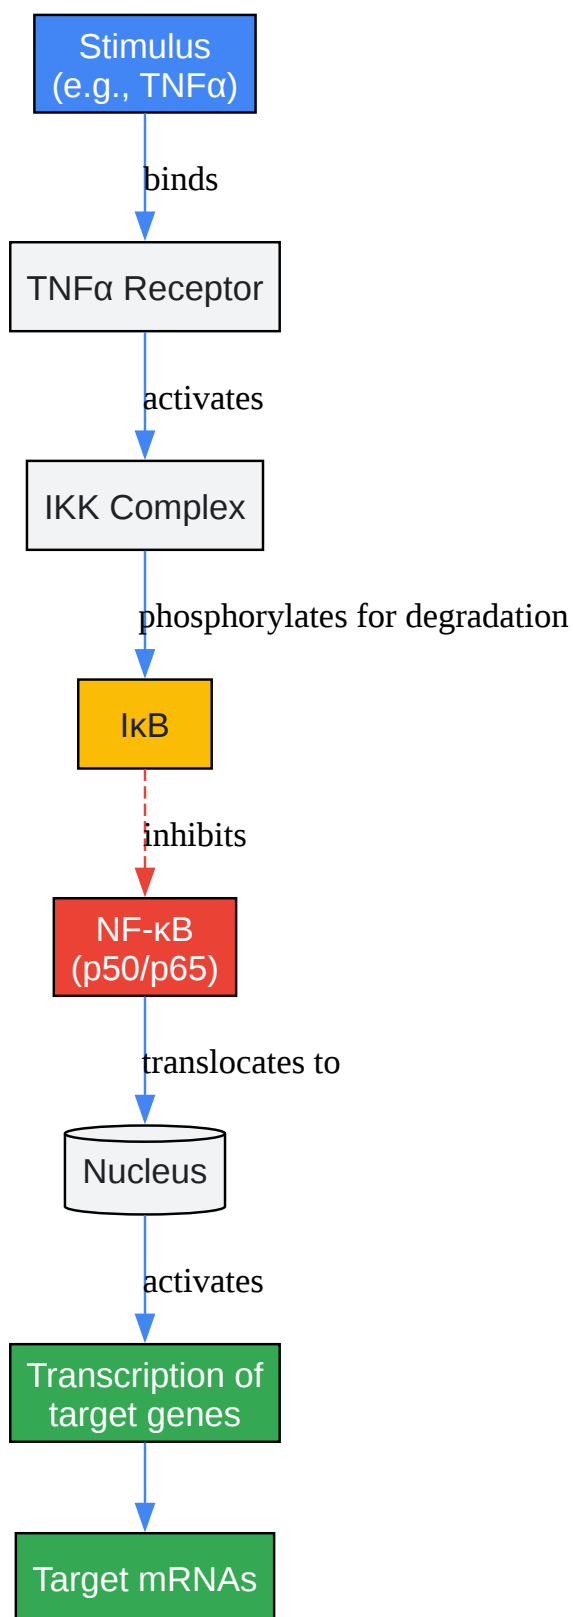 Stimulus
(e.g., TNFα)
binds
TNFα Receptor
activates
IKK Complex
phosphorylates for degradation
IκB
inhibits
NF-κB
(p50/p65)
translocates to
Nucleus
activates
Transcription of
target genes
Target mRNAs